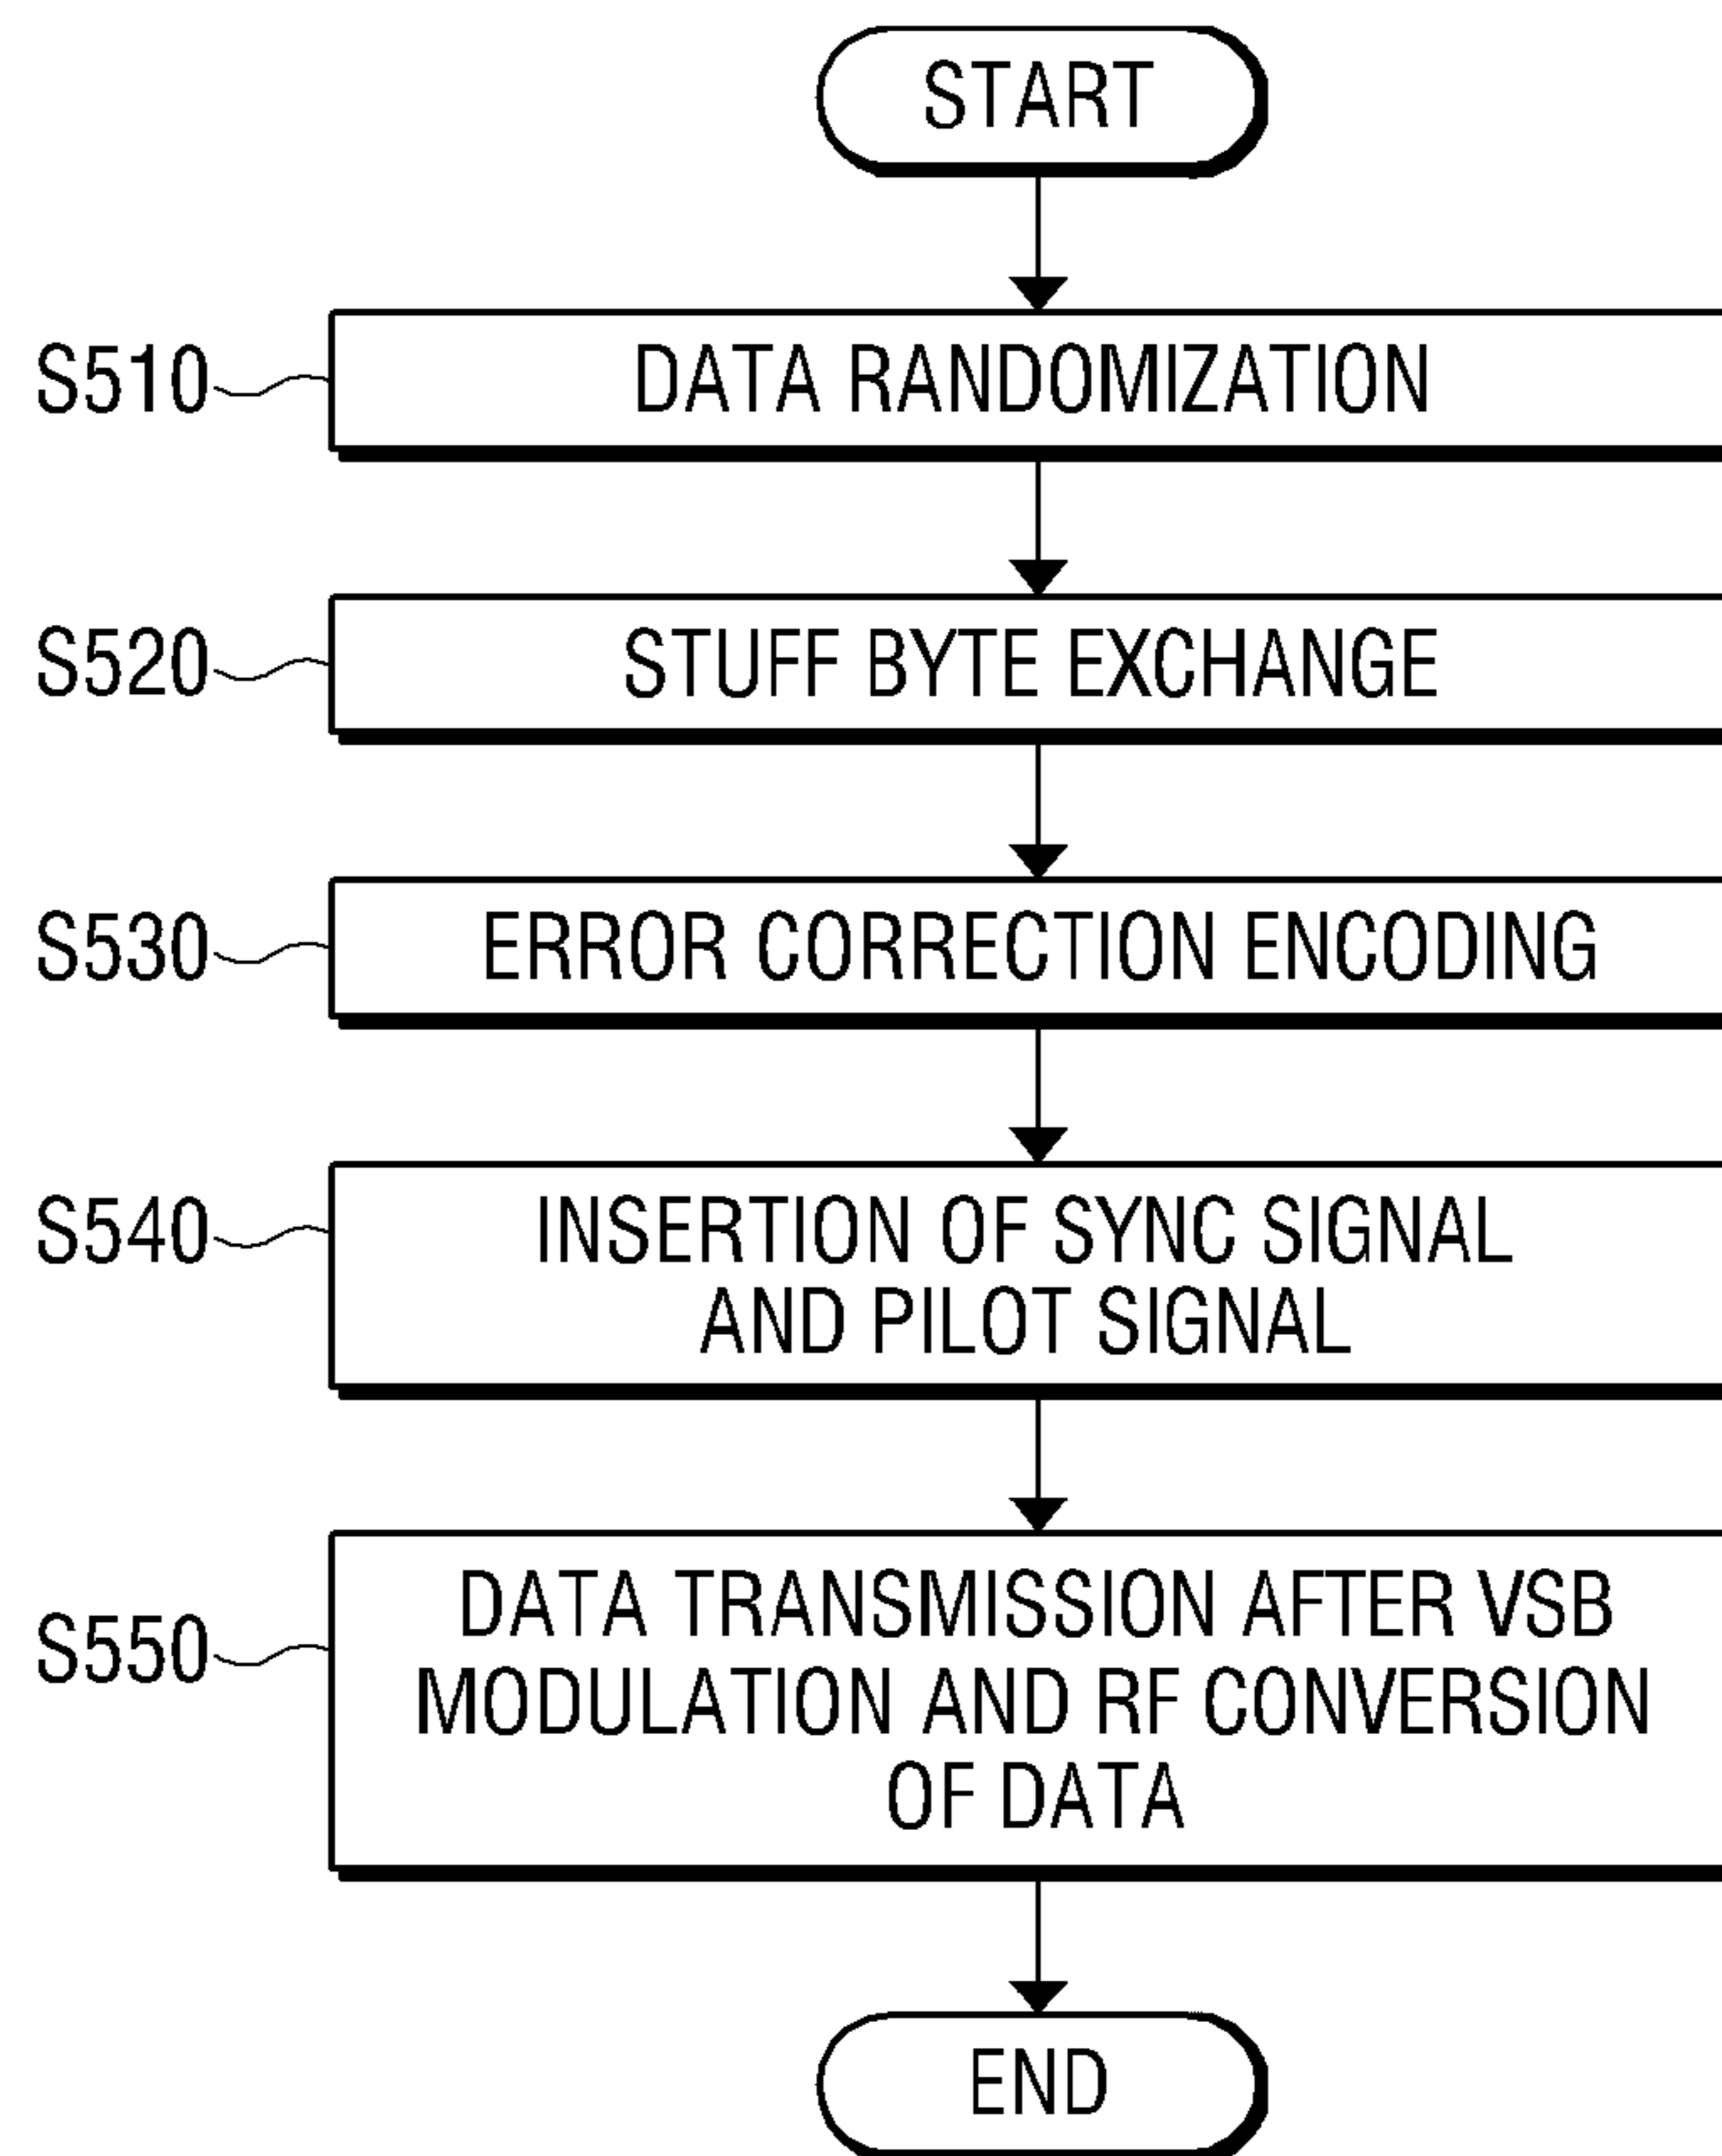 START
S510
DATA RANDOMIZATION
S520
STUFF BYTE EXCHANGE
S530
ERROR CORRECTION ENCODING
S540
INSERTION OF SYNC SIGNAL
AND PILOT SIGNAL
S550
DATA TRANSMISSION AFTER VSB
MODULATION AND RF CONVERSION
OF DATA
END